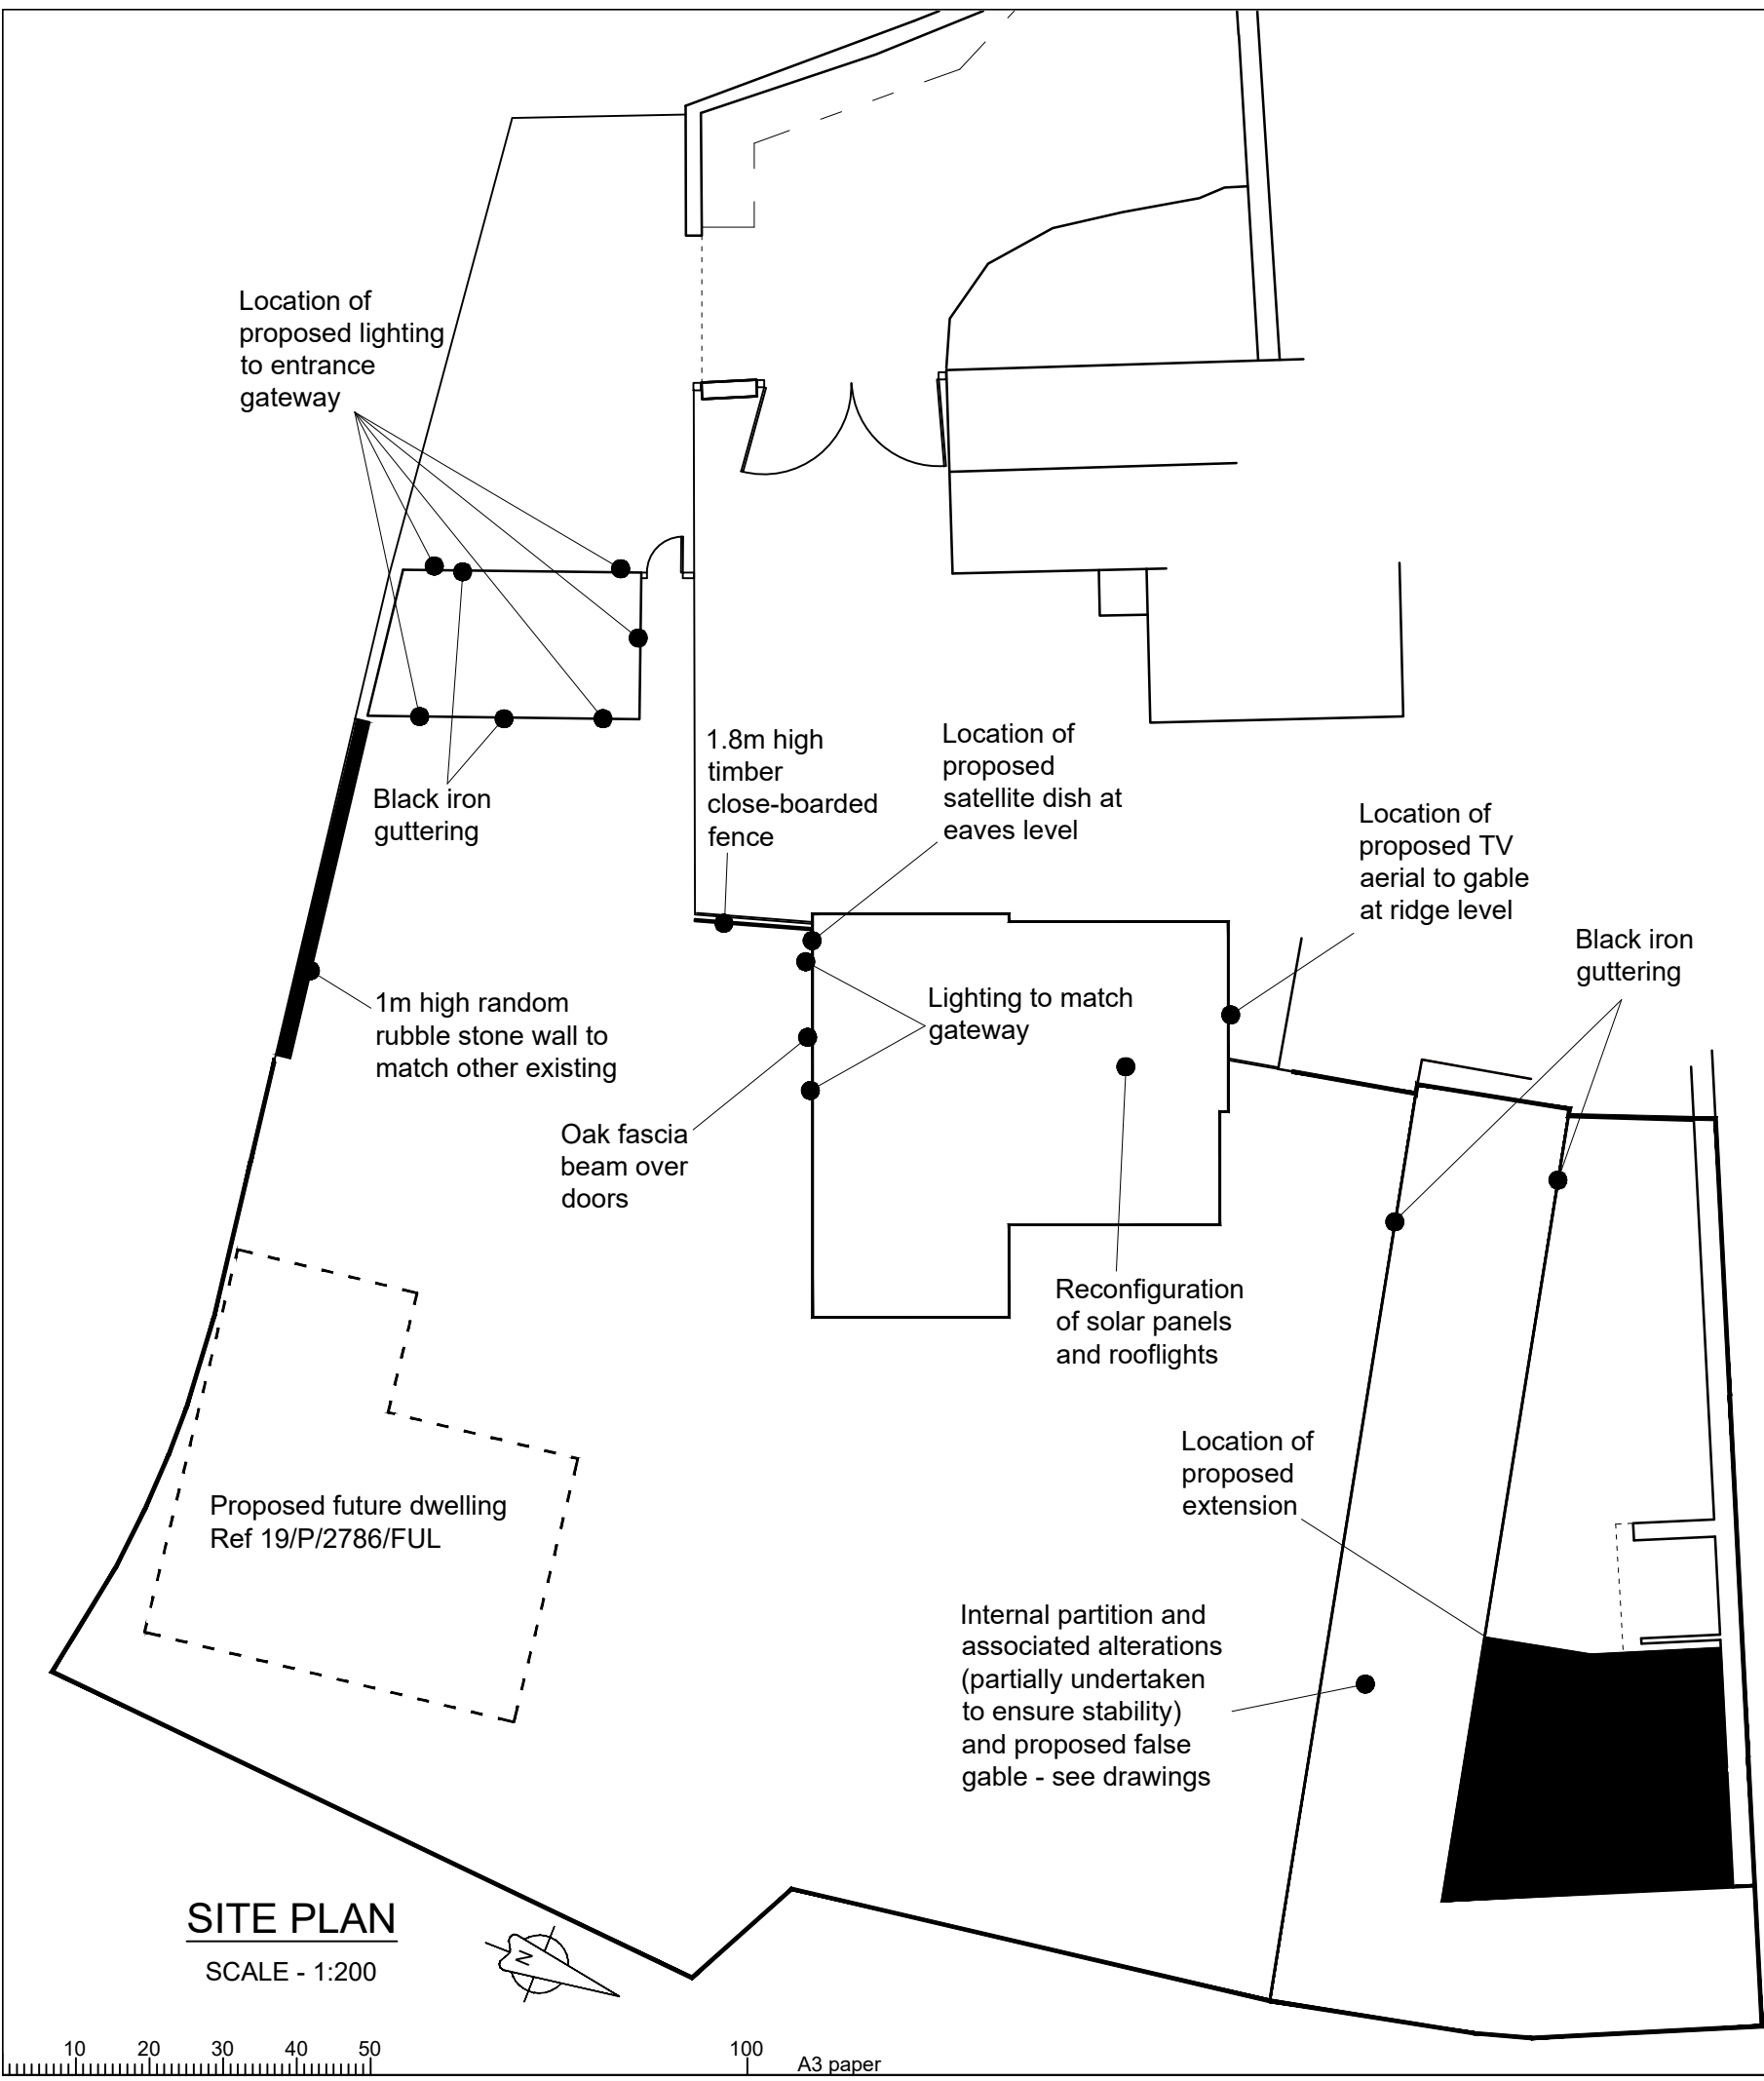 Location of
proposed lighting
to entrance
gateway
Black iron
guttering
1.8m high
timber
close-boarded
fence
Location of
proposed
satellite dish at
eaves level
Location of
proposed TV
aerial to gable
at ridge level
Black iron
guttering
1m high random
rubble stone wall to
match other existing
Lighting to match
gateway
Oak fascia
beam over
doors
Reconfiguration
of solar panels
and rooflights
Location of
proposed
extension
Proposed future dwelling
Ref 19/P/2786/FUL
Internal partition and
associated alterations
(partially undertaken
to ensure stability)
and proposed false
gable - see drawings
SITE PLAN
SCALE - 1:200
N
10 20 30 40 50 100
A3 paper